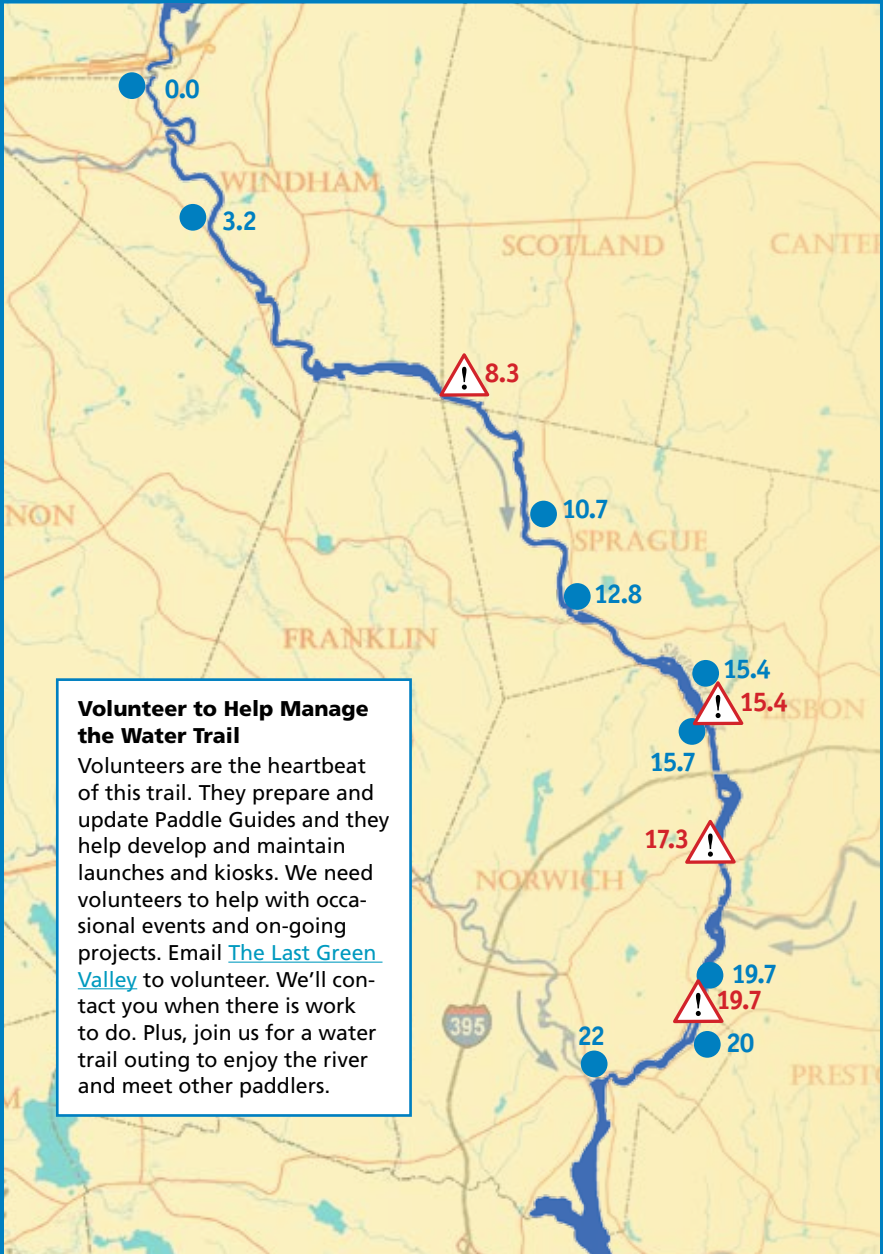 0.0
WINDHAM
3.2
SCOTLAND
8.3
10.7
NON
SPRAGUE
12.8
FRANKLIN
15.4
15.4
LISBON
15.7
17.3
NORWICH
19.7
19.7
395
22
20
Volunteer to Help Manage
the Water Trail
Volunteers are the heartbeat
of this trail. They prepare and
update Paddle Guides and they
help develop and maintain
launches and kiosks. We need
volunteers to help with occa-
sional events and on-going
projects. Email The Last Green
Valley to volunteer. We’ll con-
tact you when there is work
to do. Plus, join us for a water
trail outing to enjoy the river
and meet other paddlers.